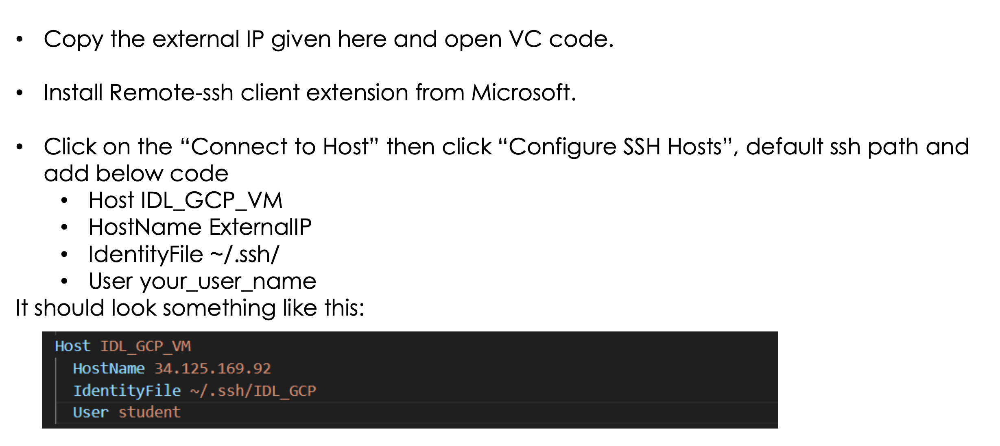 • Copy the external IP given here and open VC code.
• Install Remote-ssh client extension from Microsoft.
• Click on the “Connect to Host” then click “Configure SSH Hosts”, default ssh path and
add below code
• Host IDL_GCP_VM
• HostName ExternalIP
• IdentityFile ~/.ssh/
• User your_user_name
It should look something like this:
Host IDL_GCP_VM
HostName 34.125.169.92
IdentityFile ~/.ssh/IDL_GCP
User student